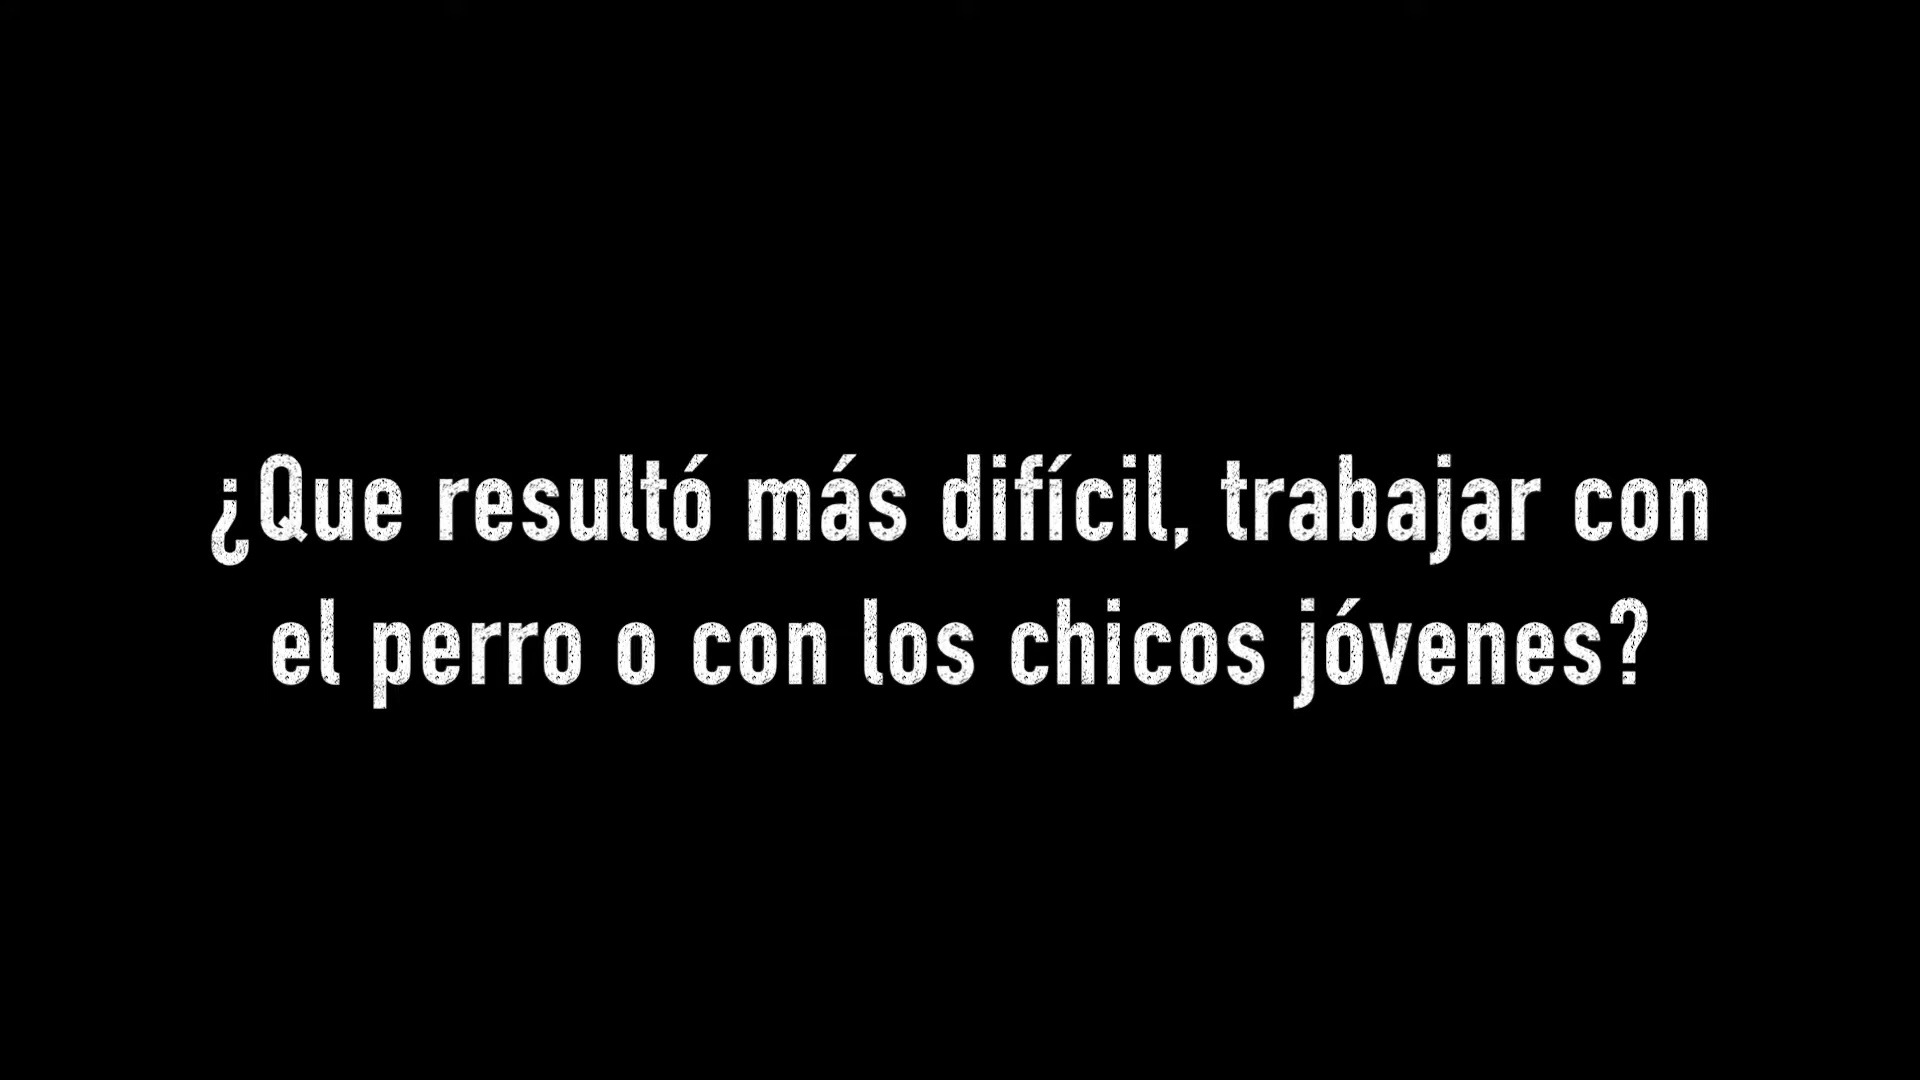 ¿Que resultó más difícil, trabajar con
el perro o con los chicos jóvenes?